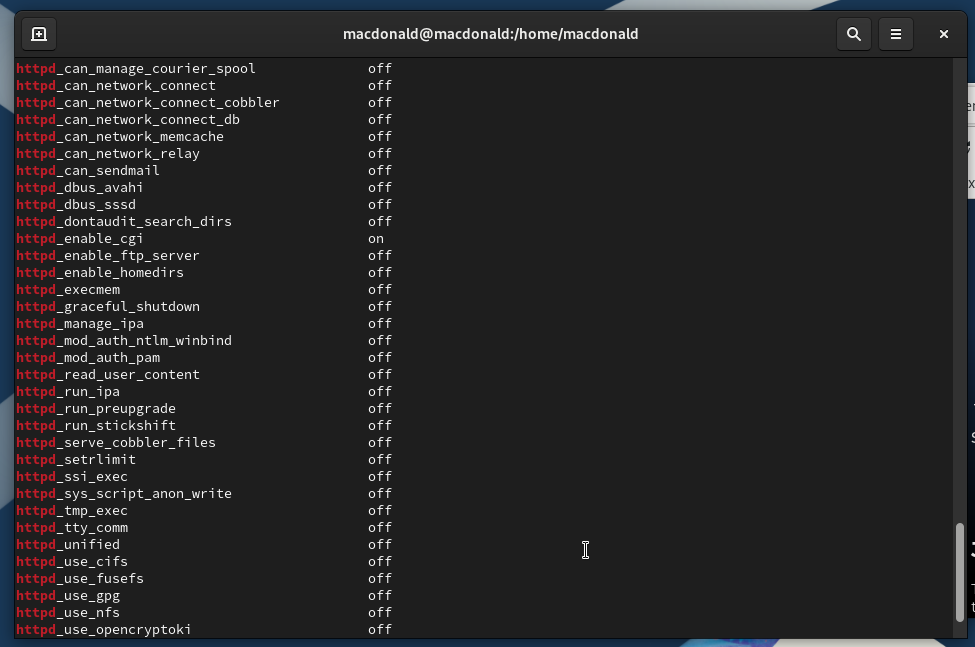 macdonald@macdonald:/home/macdonald
httpd_can_manage_courier_spool off
httpd_can_network_connect off
httpd_can_network_connect_cobbler off
httpd_can_network_connect_db off
httpd_can_network_memcache off
httpd_can_network_relay off
httpd_can_sendmail off
httpd_dbus_avahi off
httpd_dbus_sssd off
httpd_dontaudit_search_dirs off
httpd_enable_cgi on
httpd_enable_ftp_server off
httpd_enable_homedirs off
httpd_execmem off
httpd_graceful_shutdown off
httpd_manage_ipa off
httpd_mod_auth_ntlm_winbind off
httpd_mod_auth_pam off
httpd_read_user_content off
httpd_run_ipa off
httpd_run_preupgrade off
httpd_run_stickshift off
httpd_serve_cobbler_files off
httpd_setrlimit off
httpd_ssi_exec off
httpd_sys_script_anon_write off
httpd_tmp_exec off
httpd_tty_comm off
httpd_unified off
httpd_use_cifs off
httpd_use_fusefs off
httpd_use_gpg off
httpd_use_nfs off
httpd_use_opencryptoki off